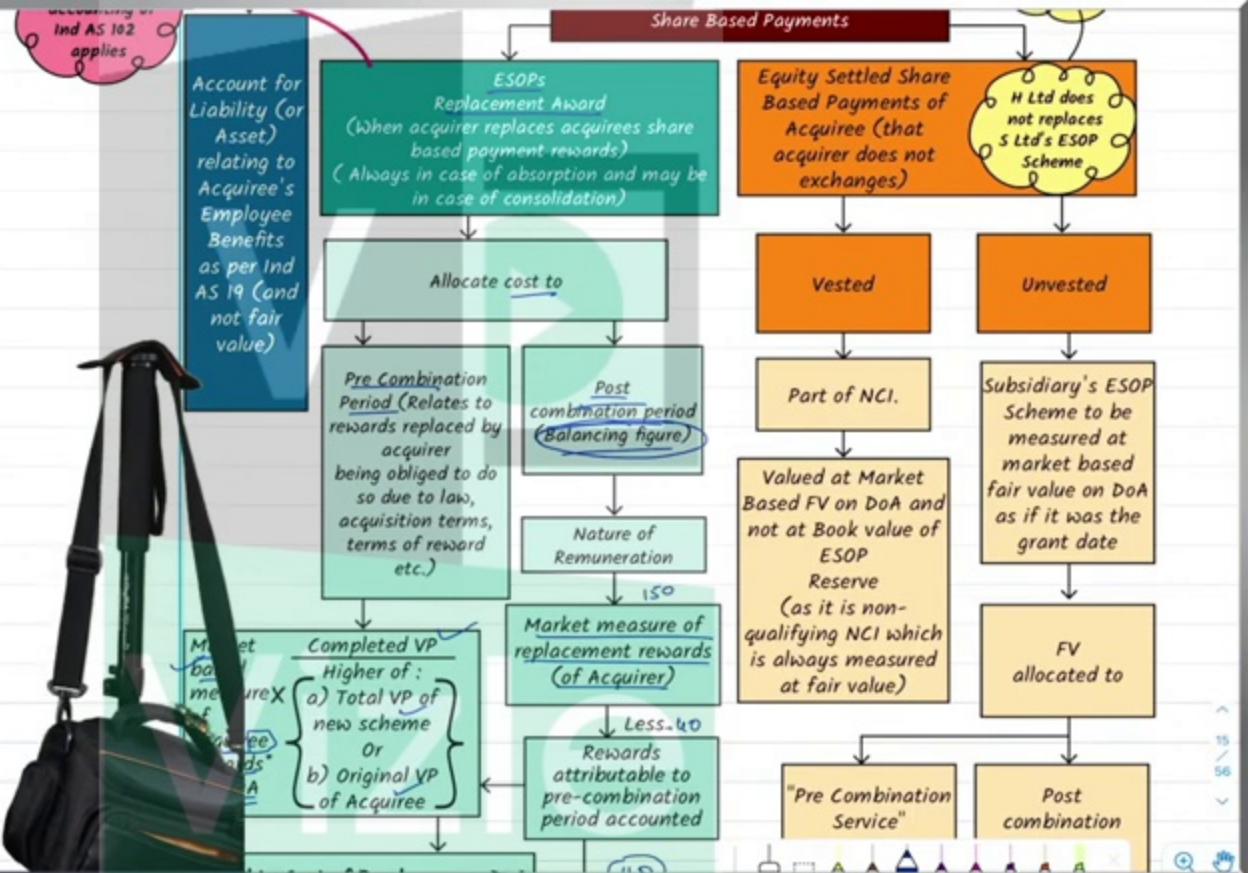 accounting of
Ind AS 102
applies
Account for
Liability (or
Asset)
relating to
Acquiree's
Employee
Benefits
as per Ind
AS 19 (and
not fair
value)
Share Based Payments
ESOPs
Replacement Award
(When acquirer replaces acquirees share
based payment rewards)
( Always in case of absorption and may be
in case of consolidation)
Allocate cost to
Pre Combination
Period (Relates to
rewards replaced by
acquirer
being obliged to do
so due to law,
acquisition terms,
terms of reward
etc.)
Post
combination period
(Balancing figure)
Nature of
Remuneration
150
Market measure of
replacement rewards
(of Acquirer)
Less 40
Rewards
attributable to
pre-combination
period accounted
Completed VP
Higher of :
a) Total VP of
new scheme
Or
b) Original VP
of Acquiree
X
Equity Settled Share
Based Payments of
Acquiree (that
acquirer does not
exchanges)
H Ltd does
not replaces
S Ltd's ESOP
Scheme
Vested
Part of NCI.
Valued at Market
Based FV on DoA and
not at Book value of
ESOP
Reserve
(as it is non-
qualifying NCI which
is always measured
at fair value)
Unvested
Subsidiary's ESOP
Scheme to be
measured at
market based
fair value on DoA
as if it was the
grant date
FV
allocated to
"Pre Combination
Service"
Post
combination
15
/
56